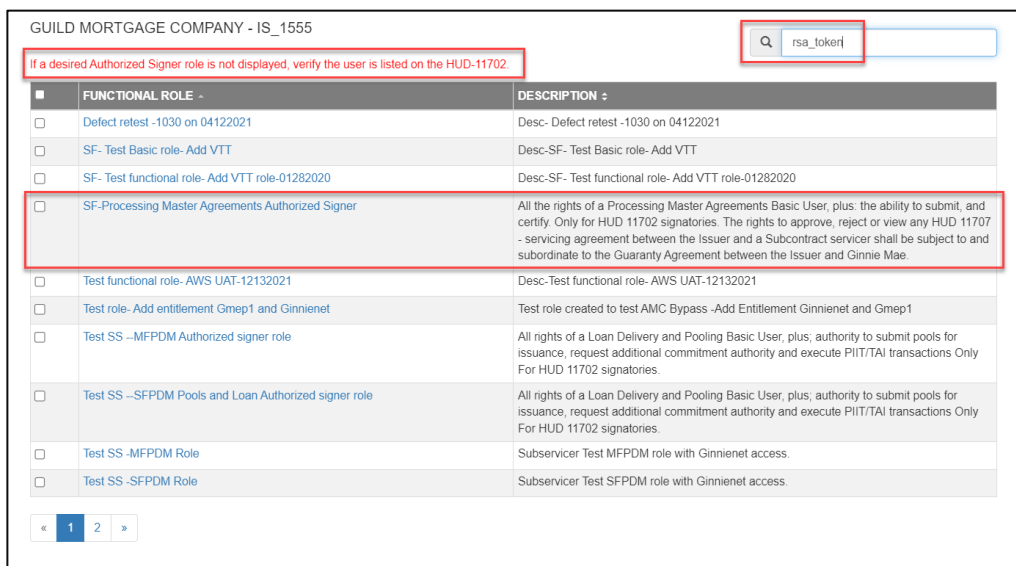 GUILD MORTGAGE COMPANY - IS_1555
rsa_token
If a desired Authorized Signer role is not displayed, verify the user is listed on the HUD-11702.
FUNCTIONAL ROLE DESCRIPTION
Defect retest -1030 on 04122021 Desc- Defect retest -1030 on 04122021
SF- Test Basic role- Add VTT Desc-SF- Test Basic role- Add VTT
SF- Test functional role- Add VTT role-01282020 Desc-SF- Test functional role- Add VTT role-01282020
SF-Processing Master Agreements Authorized Signer All the rights of a Processing Master Agreements Basic User, plus: the ability to submit, and
certify. Only for HUD 11702 signatories. The rights to approve, reject or view any HUD 11707
- servicing agreement between the Issuer and a Subcontract servicer shall be subject to and
subordinate to the Guaranty Agreement between the Issuer and Ginnie Mae.
Test functional role- AWS UAT-12132021 Desc-Test functional role- AWS UAT-12132021
Test role- Add entitlement Gmep1 and Ginnienet Test role created to test AMC Bypass -Add Entitlement Ginnienet and Gmep1
Test SS --MFPDM Authorized signer role All rights of a Loan Delivery and Pooling Basic User, plus; authority to submit pools for
issuance, request additional commitment authority and execute PIIT/TAI transactions Only
For HUD 11702 signatories.
Test SS --SFPDM Pools and Loan Authorized signer role All rights of a Loan Delivery and Pooling Basic User, plus; authority to submit pools for
issuance, request additional commitment authority and execute PIIT/TAI transactions Only
For HUD 11702 signatories.
Test SS -MFPDM Role Subservicer Test MFPDM role with Ginnienet access.
Test SS -SFPDM Role Subservicer Test SFPDM role with Ginnienet access.
« 1 2 »